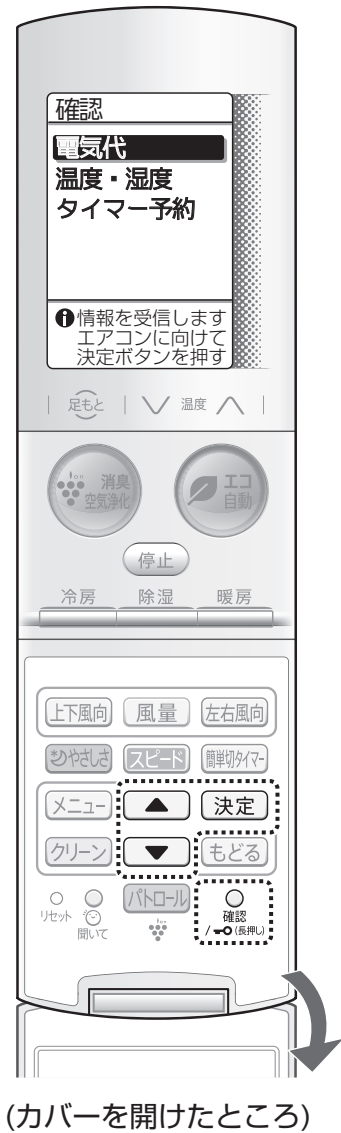 確認
電気代
温度・湿度
タイマー予約
情報を受信します
エアコンに向けて
決定ボタンを押す
足もと
温度
消臭
空気浄化
エコ
自動
停止
冷房 除湿 暖房
上下風向 風量 左右風向
やさしさ スピード 簡単切タイマー
メニュー ▲ 決定
クリーン ▼ もどる
リセット 聞いて パトロール 確認
/ (長押し)
(カバーを開けたところ)